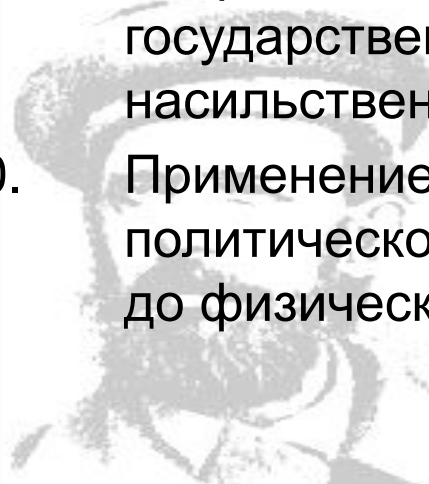 государствен
насильствен
0. Применение
политическо
до физическ